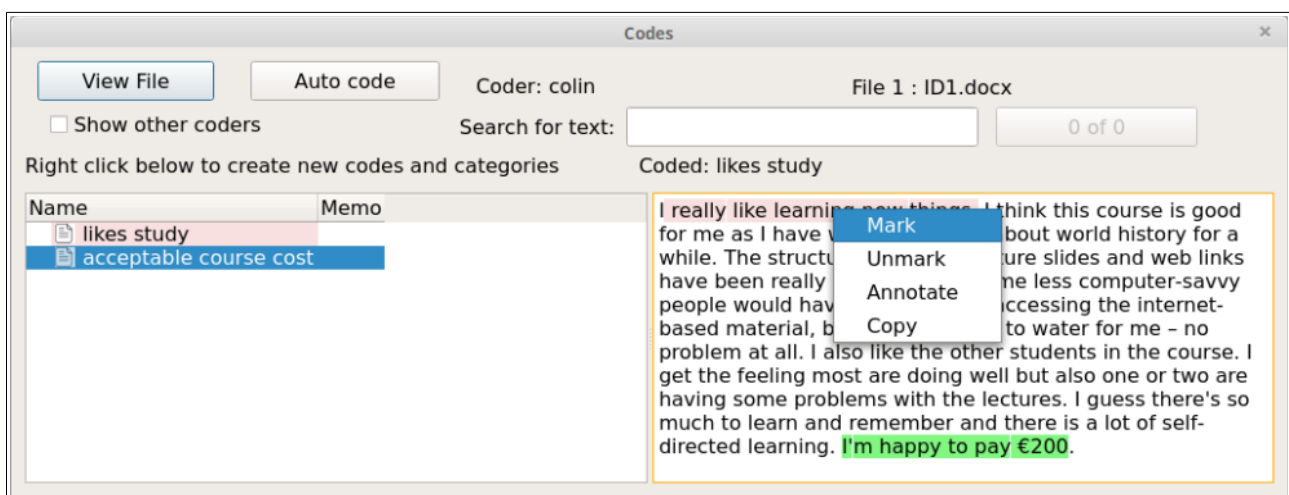 Codes ×
View File Auto code Coder: colin File 1 : ID1.docx
Show other coders Search for text: 0 of 0
Right click below to create new codes and categories Coded: likes study
Name Memo
likes study
acceptable course cost
I really like learning new things. I think this course is good
for me as I have bout world history for a
while. The structu ture slides and web links
have been really me less computer-savvy
people would hav accessing the internet-
based material, b to water for me – no
problem at all. I also like the other students in the course. I
get the feeling most are doing well but also one or two are
having some problems with the lectures. I guess there's so
much to learn and remember and there is a lot of self-
directed learning. I'm happy to pay €200.
Mark
Unmark
Annotate
Copy